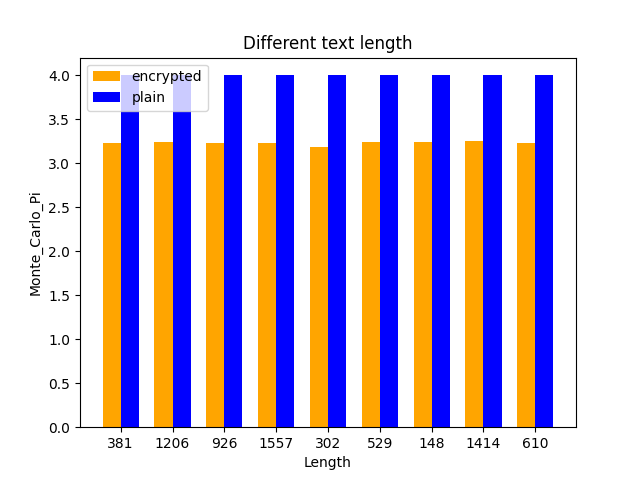 Different text length
encrypted
plain
4.0
3.5
3.0
2.5
2.0
1.5
1.0
0.5
0.0
Monte_Carlo_Pi
381 1206 926 1557 302 529 148 1414 610
Length